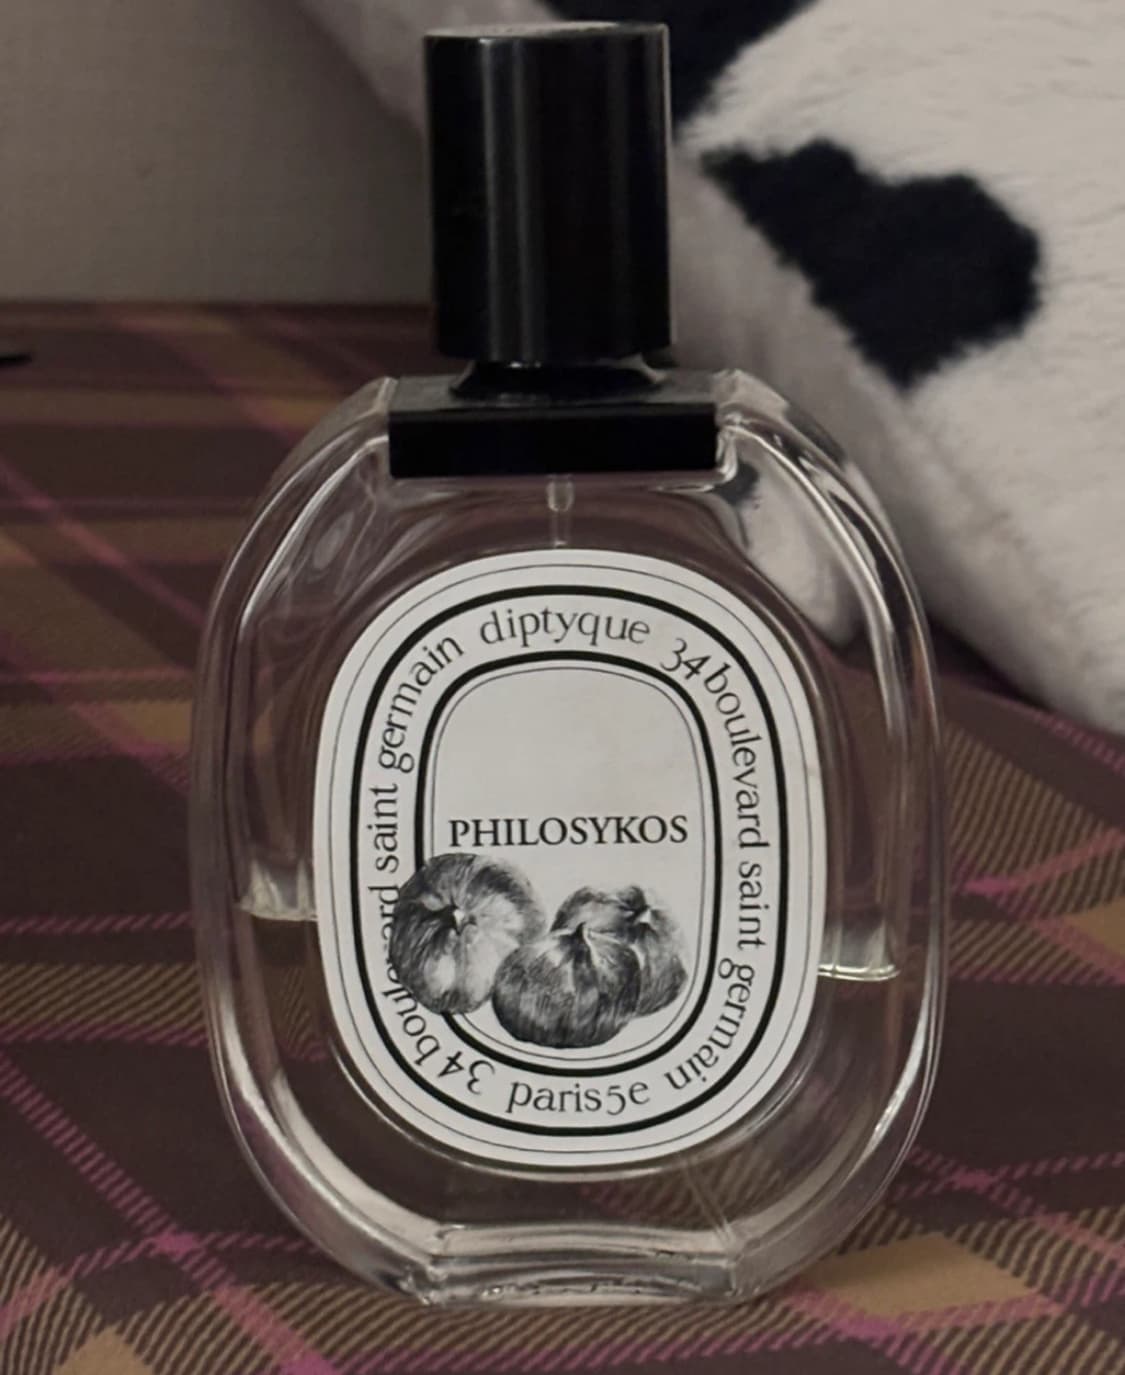 diptyque 34 boulevard saint germain paris 5e 34 boulevard saint germain
PHILOSYKOS